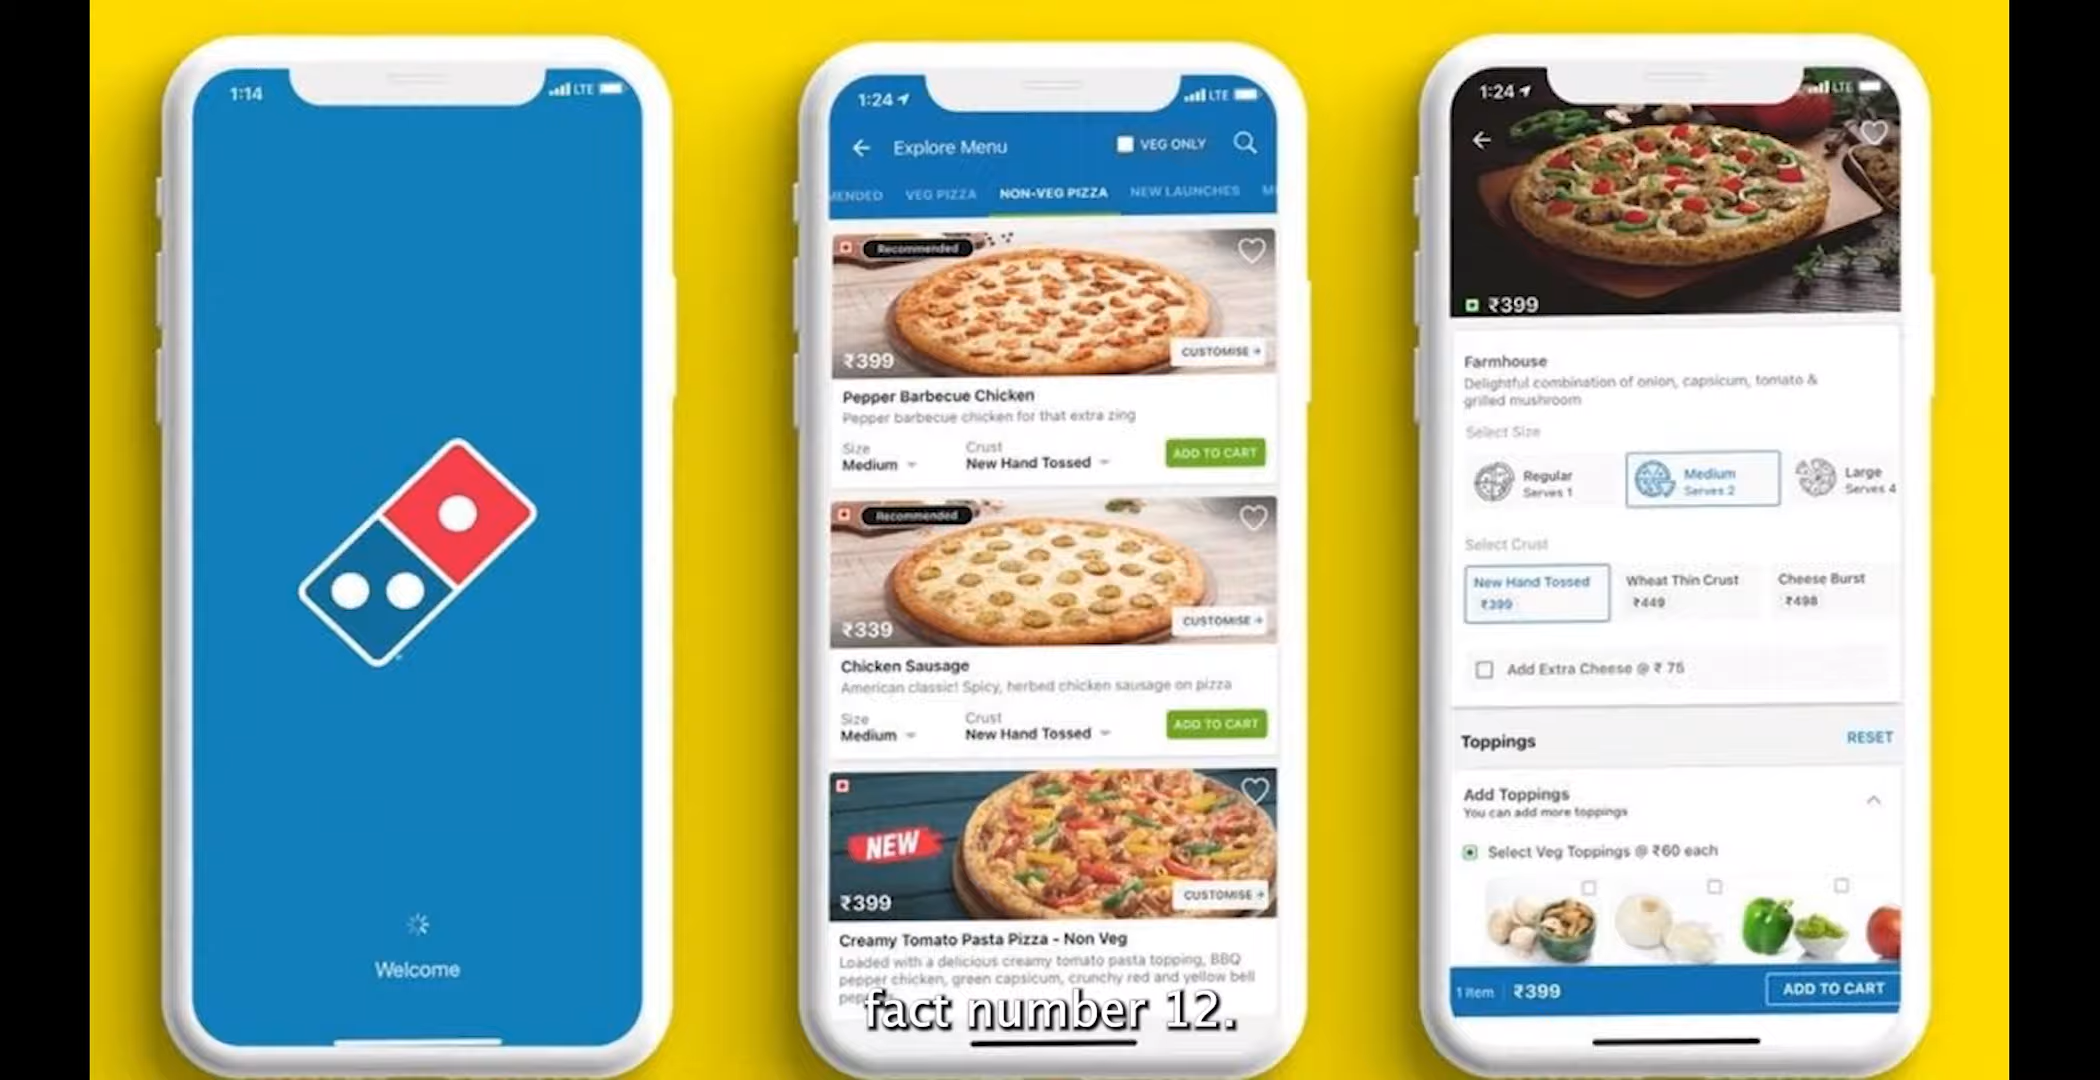 1:14
LTE
Welcome
1:24
LTE
Explore Menu
VEG ONLY
VEG PIZZA
NON-VEG PIZZA
NEW LAUNCHES
Recommended
₹399
CUSTOMISE
Pepper Barbecue Chicken
Pepper barbecue chicken for that extra zing
Size
Crust
Medium
New Hand Tossed
ADD TO CART
Recommended
₹339
CUSTOMISE
Chicken Sausage
American classic! Spicy, herbed chicken sausage on pizza
Size
Crust
Medium
New Hand Tossed
ADD TO CART
NEW
₹399
CUSTOMISE
Creamy Tomato Pasta Pizza - Non Veg
Loaded with a delicious creamy tomato pasta topping, BBQ
pepper chicken, green capsicum, crunchy red and yellow bell
1:24
LTE
₹399
Farmhouse
Delightful combination of onion, capsicum, tomato &
grilled mushroom
Select Size
Regular
Serves 1
Medium
Serves 2
Large
Serves 4
Select Crust
New Hand Tossed
₹399
Wheat Thin Crust
₹449
Cheese Burst
₹498
Add Extra Cheese @ ₹ 75
Toppings
RESET
Add Toppings
You can add more toppings
Select Veg Toppings @ ₹60 each
1 item
₹399
ADD TO CART
fact number 12.